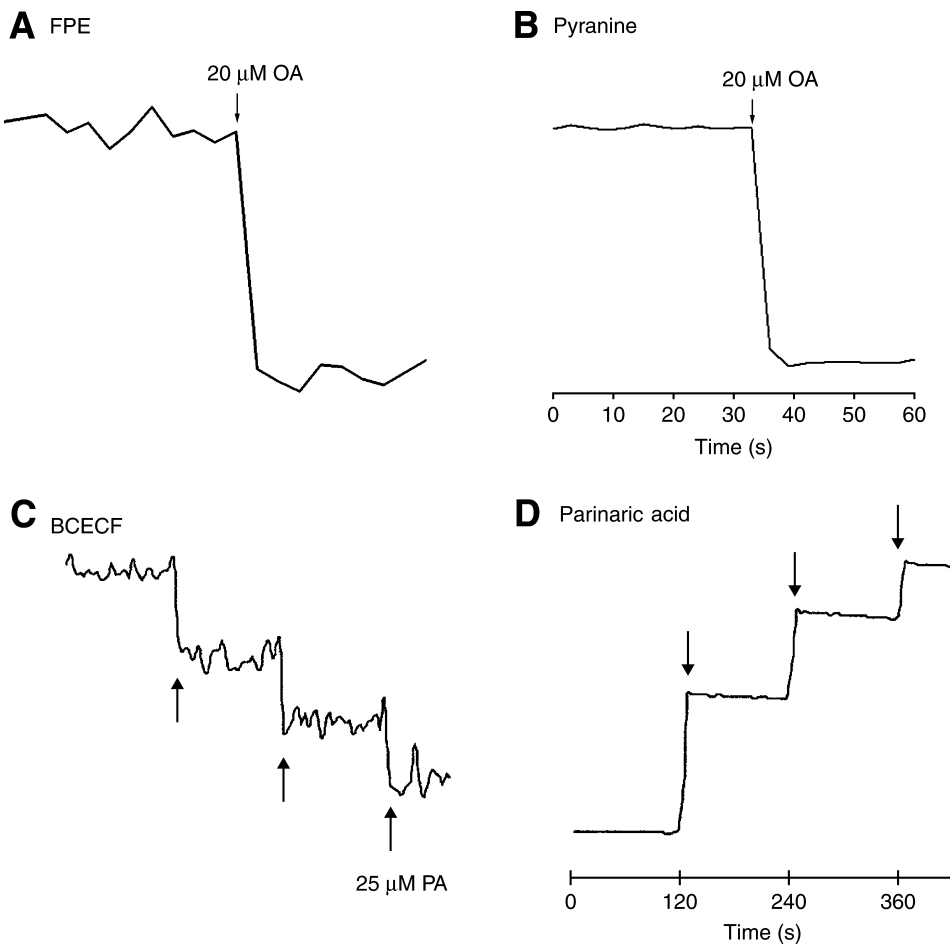 A FPE
20 μM OA
B Pyranine
20 μM OA
0 10 20 30 40 50 60
Time (s)
C BCECF
25 μM PA
D Parinaric acid
0 120 240 360
Time (s)